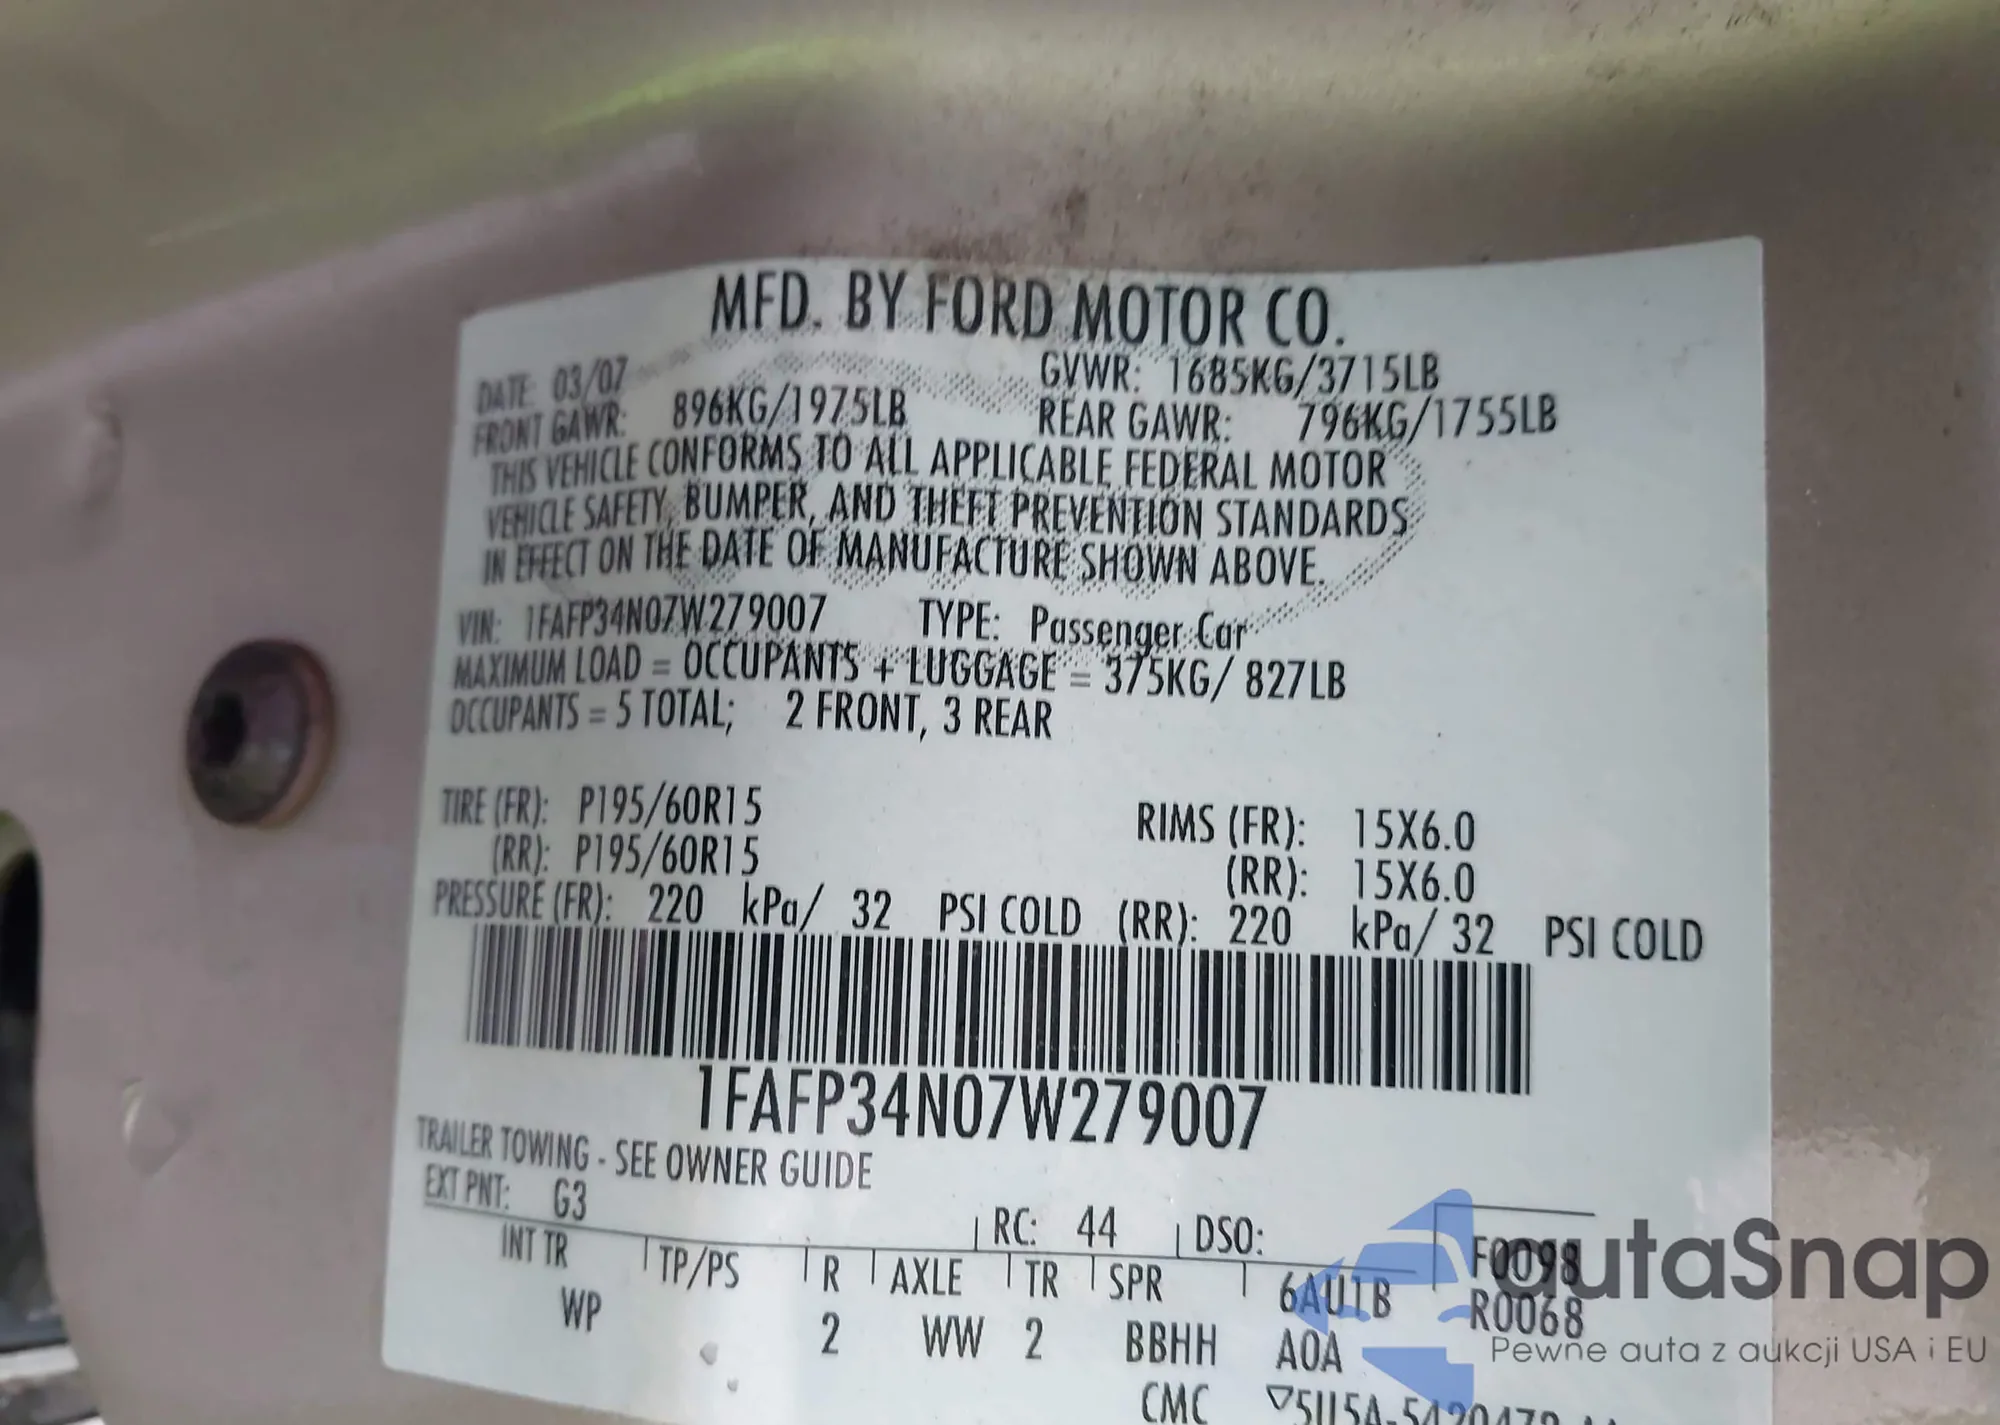 MFD. BY FORD MOTOR CO.
DATE: 03/07 GVWR: 1685KG/3715LB
FRONT GAWR: 896KG/1975LB REAR GAWR: 796KG/1755LB
THIS VEHICLE CONFORMS TO ALL APPLICABLE FEDERAL MOTOR
VEHICLE SAFETY, BUMPER, AND THEFT PREVENTION STANDARDS
IN EFFECT ON THE DATE OF MANUFACTURE SHOWN ABOVE.
VIN: 1FAFP34N07W279007 TYPE: Passenger Car
MAXIMUM LOAD = OCCUPANTS + LUGGAGE = 375KG/ 827LB
OCCUPANTS = 5 TOTAL; 2 FRONT, 3 REAR
TIRE (FR): P195/60R15 RIMS (FR): 15X6.0
(RR): P195/60R15 (RR): 15X6.0
PRESSURE (FR): 220 kPa/ 32 PSI COLD (RR): 220 kPa/ 32 PSI COLD
1FAFP34N07W279007
TRAILER TOWING - SEE OWNER GUIDE
EXT PNT: G3 RC: 44 DSO: F0098
INT TR TP/PS R AXLE TR SPR 6AU1B R0068
WP 2 WW 2 BBHH A0A
CMC
autaSnap
Pewne auta z aukcji USA i EU